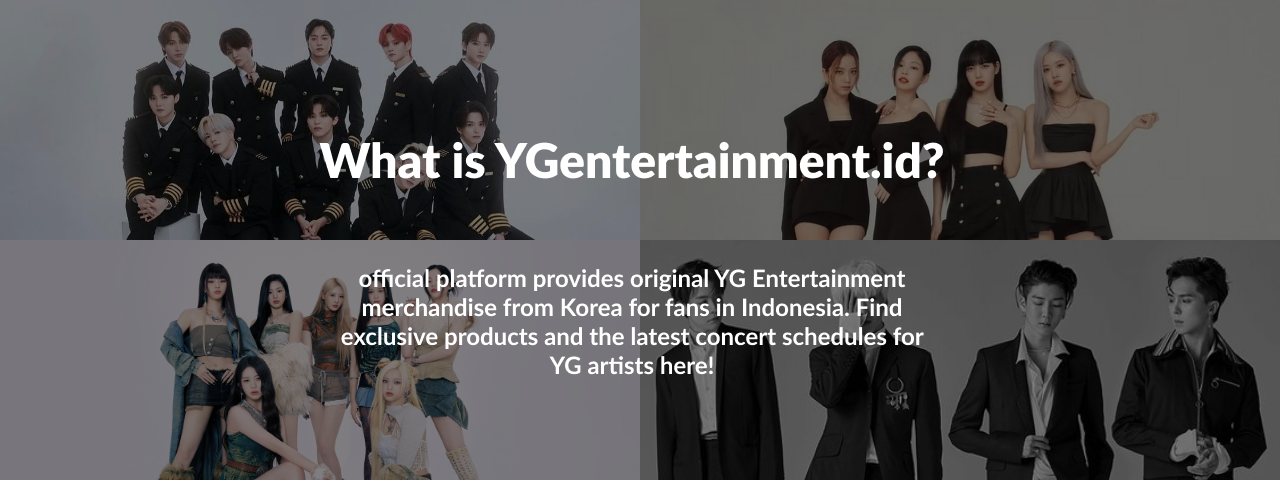 What is YGentertainment.id?
official platform provides original YG Entertainment
merchandise from Korea for fans in Indonesia. Find
exclusive products and the latest concert schedules for
YG artists here!